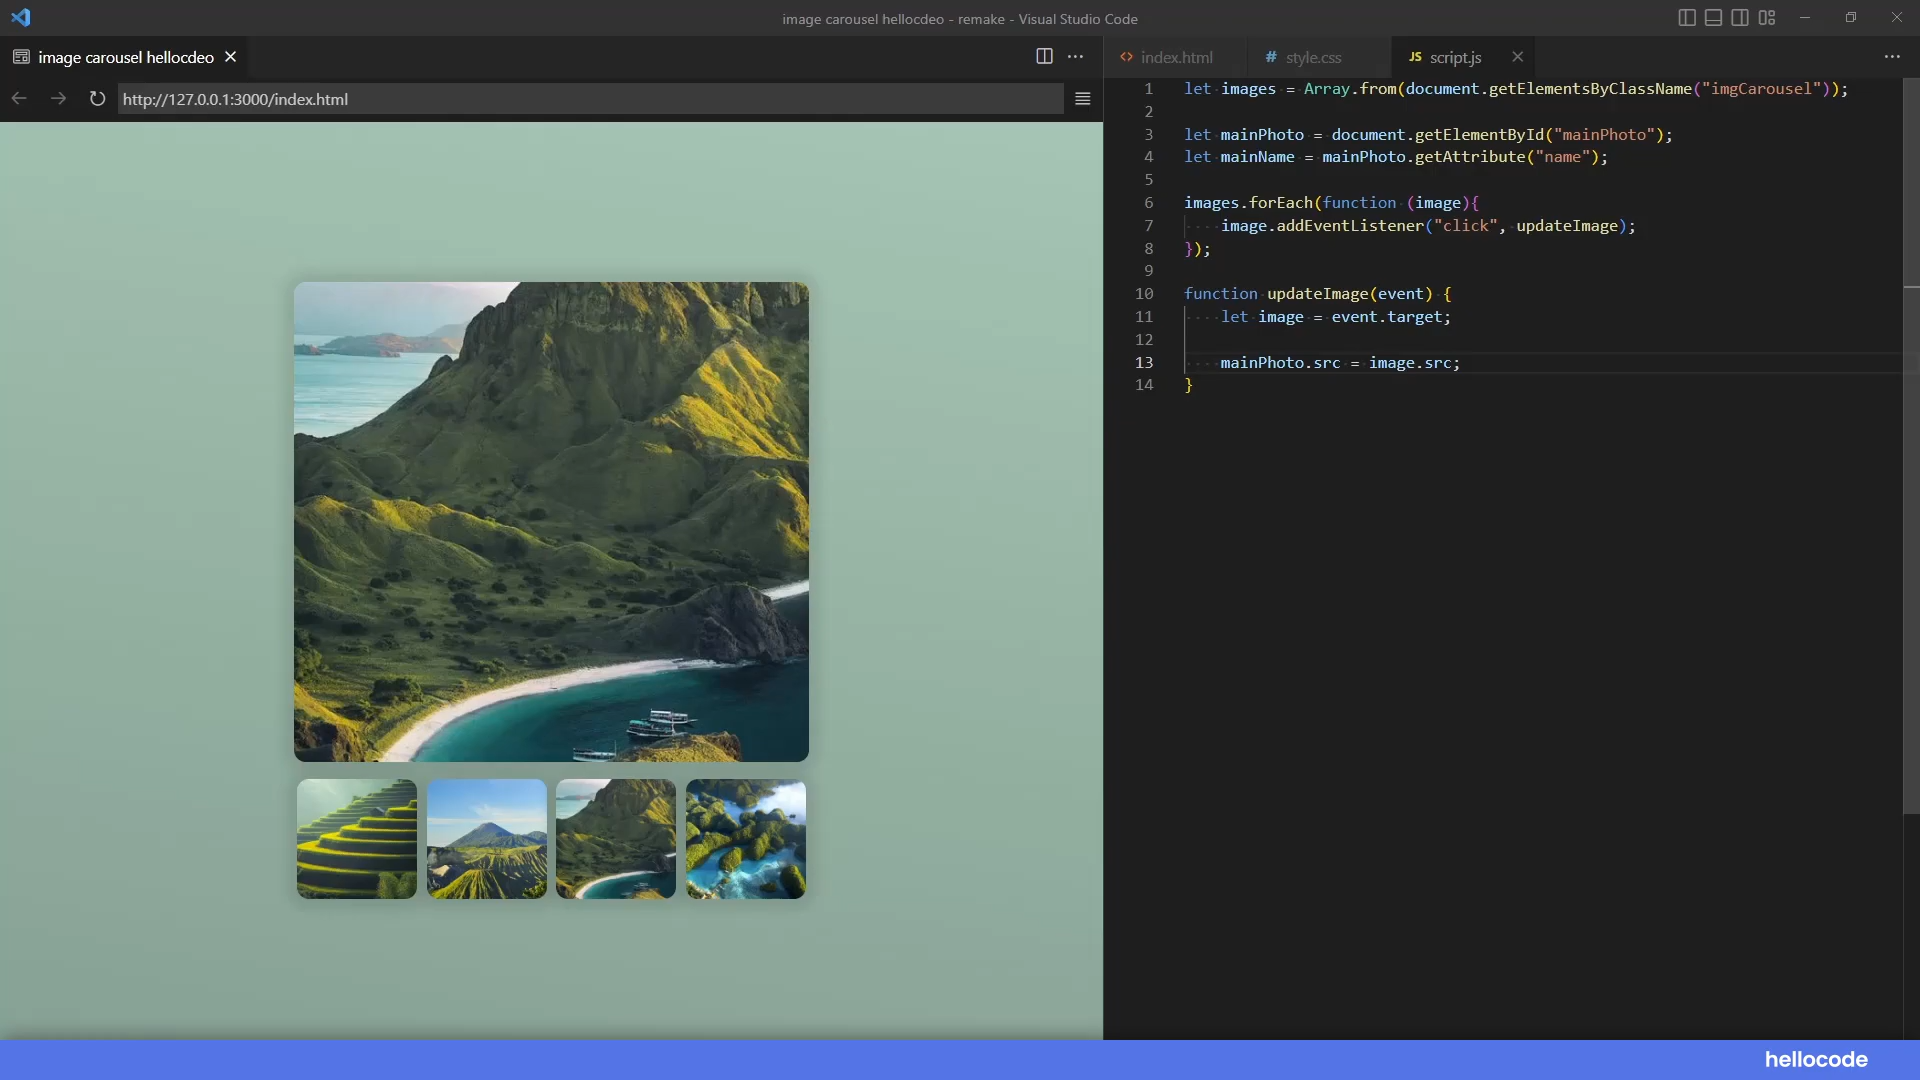 image carousel hellocdeo - remake - Visual Studio Code
image carousel hellocdeo
http://127.0.0.1:3000/index.html
index.html
# style.css
JS script.js
1 let images = Array.from(document.getElementsByClassName("imgCarousel"));
2
3 let mainPhoto = document.getElementById("mainPhoto");
4 let mainName = mainPhoto.getAttribute("name");
5
6 images.forEach(function (image){
7 image.addEventListener("click", updateImage);
8 });
9
10 function updateImage(event) {
11 let image = event.target;
12
13 mainPhoto.src = image.src;
14 }
hellocode